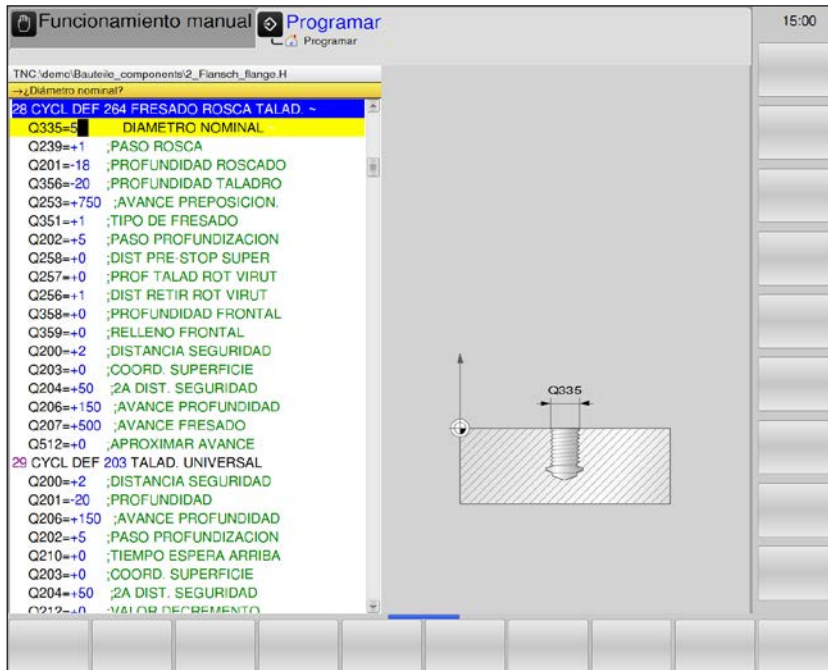 Funcionamiento manual
Programar
Programar
15:00
TNC:\demo\Bauteile_components\2_Flansch_flange.H
→¿Diámetro nominal?
28 CYCL DEF 264 FRESADO ROSCA TALAD. ~
Q335=5 DIAMETRO NOMINAL
Q239=+1 ;PASO ROSCA
Q201=-18 ;PROFUNDIDAD ROSCADO
Q356=-20 ;PROFUNDIDAD TALADRO
Q253=+750 ;AVANCE PREPOSICION.
Q351=+1 ;TIPO DE FRESADO
Q202=+5 ;PASO PROFUNDIZACION
Q258=+0 ;DIST PRE-STOP SUPER
Q257=+0 ;PROF TALAD ROT VIRUT
Q256=+1 ;DIST RETIR ROT VIRUT
Q358=+0 ;PROFUNDIDAD FRONTAL
Q359=+0 ;RELLENO FRONTAL
Q200=+2 ;DISTANCIA SEGURIDAD
Q203=+0 ;COORD. SUPERFICIE
Q204=+50 ;2A DIST. SEGURIDAD
Q206=+150 ;AVANCE PROFUNDIDAD
Q207=+500 ;AVANCE FRESADO
Q512=+0 ;APROXIMAR AVANCE
29 CYCL DEF 203 TALAD. UNIVERSAL
Q200=+2 ;DISTANCIA SEGURIDAD
Q201=-20 ;PROFUNDIDAD
Q206=+150 ;AVANCE PROFUNDIDAD
Q202=+5 ;PASO PROFUNDIZACION
Q210=+0 ;TIEMPO ESPERA ARRIBA
Q203=+0 ;COORD. SUPERFICIE
Q204=+50 ;2A DIST. SEGURIDAD
Q212=+0 ;VALOR DECREMENTO
Q335